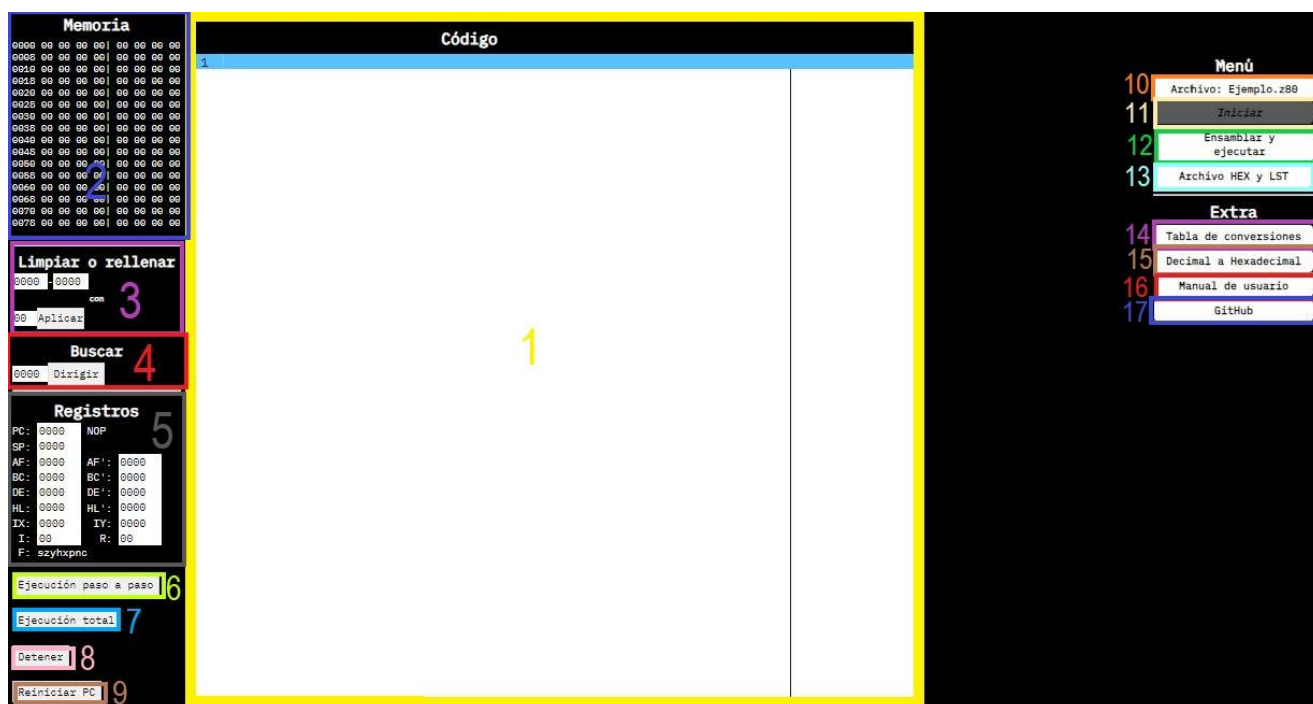 Memoria
0000 00 00 00 00| 00 00 00 00
0008 00 00 00 00| 00 00 00 00
0010 00 00 00 00| 00 00 00 00
0018 00 00 00 00| 00 00 00 00
0020 00 00 00 00| 00 00 00 00
0028 00 00 00 00| 00 00 00 00
0030 00 00 00 00| 00 00 00 00
0038 00 00 00 00| 00 00 00 00
0040 00 00 00 00| 00 00 00 00
0048 00 00 00 00| 00 00 00 00
0050 00 00 00 00| 00 00 00 00
0058 00 00 00 00| 00 00 00 00
0060 00 00 00 00| 00 00 00 00
0068 00 00 00 00| 00 00 00 00
0070 00 00 00 00| 00 00 00 00
0078 00 00 00 00| 00 00 00 00
2
Limpiar o rellenar
0000 -0000
con
3
00 Aplicar
Buscar
4
0000 Dirigir
Registros
5
PC: 0000 NOP
SP: 0000
AF: 0000 AF': 0000
BC: 0000 BC': 0000
DE: 0000 DE': 0000
HL: 0000 HL': 0000
IX: 0000 IY: 0000
I: 00 R: 00
F: szyhxpnc
Ejecución paso a paso 6
Ejecución total 7
Detener 8
Reiniciar PC 9
Código
1
1
Menú
10 Archivo: Ejemplo.z80
11 Iniciar
12 Ensamblar y
ejecutar
13 Archivo HEX y LST
Extra
14 Tabla de conversiones
15 Decimal a Hexadecimal
16 Manual de usuario
17 GitHub